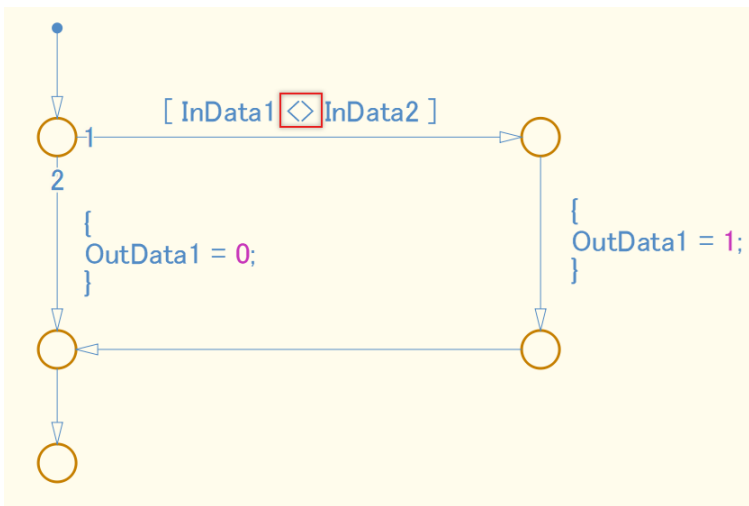 [ InData1 <> InData2 ]
1
2
{
OutData1 = 0;
}
{
OutData1 = 1;
}